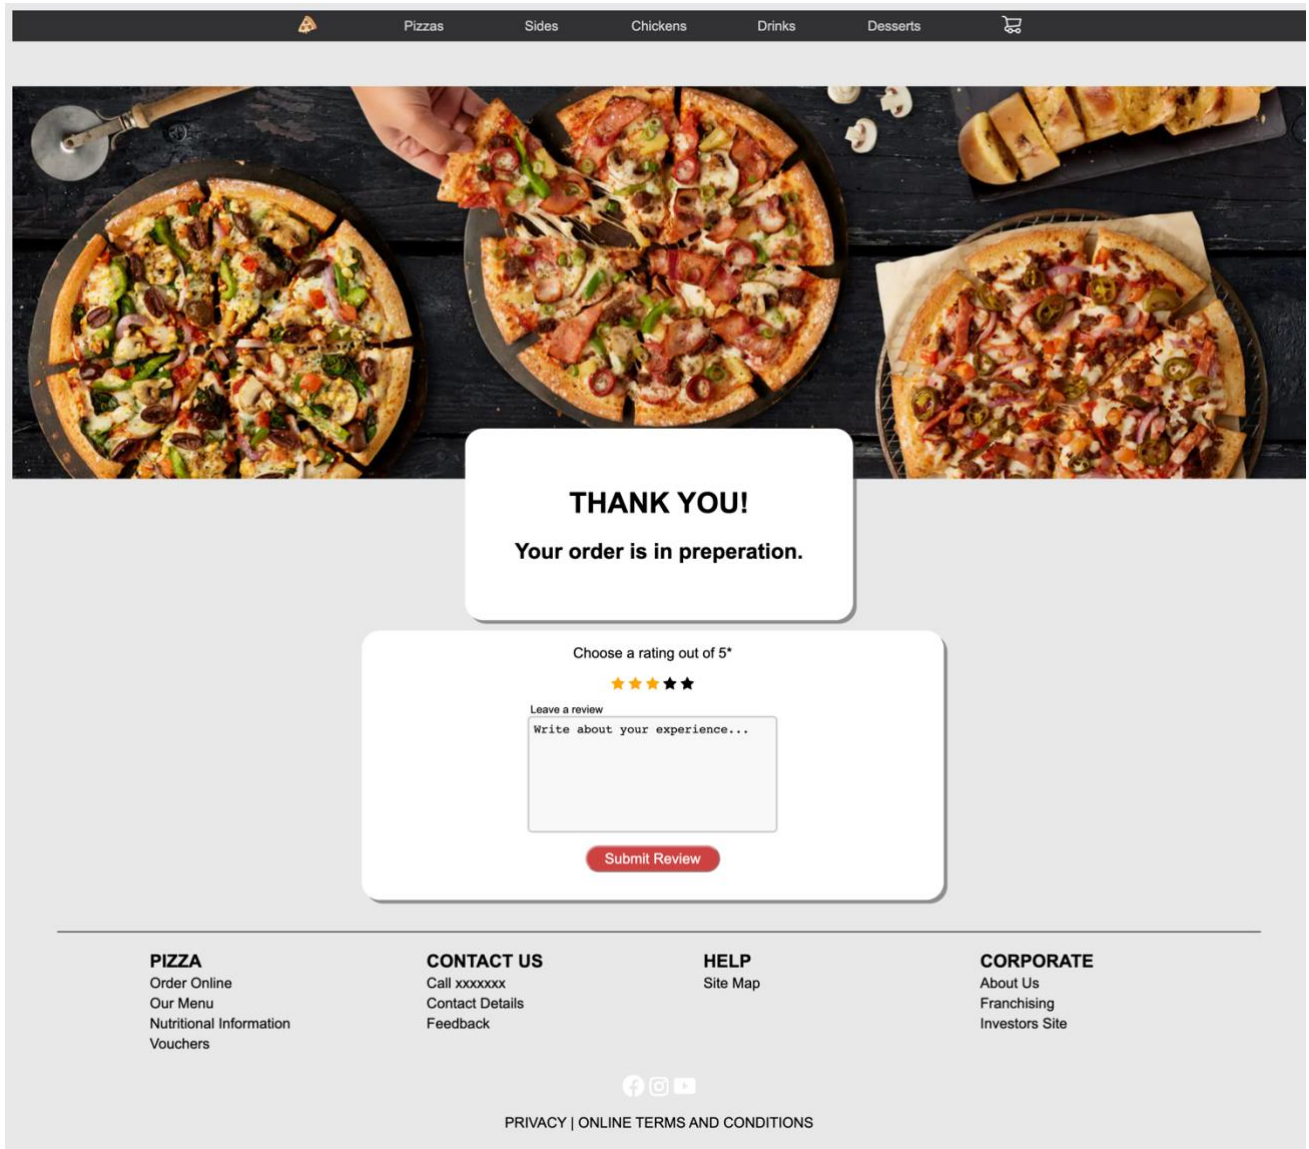 Pizzas Sides Chickens Drinks Desserts
THANK YOU!
Your order is in preperation.
Choose a rating out of 5*
Leave a review
Write about your experience...
Submit Review
PIZZA
Order Online
Our Menu
Nutritional Information
Vouchers
CONTACT US
Call xxxxxxx
Contact Details
Feedback
HELP
Site Map
CORPORATE
About Us
Franchising
Investors Site
PRIVACY | ONLINE TERMS AND CONDITIONS